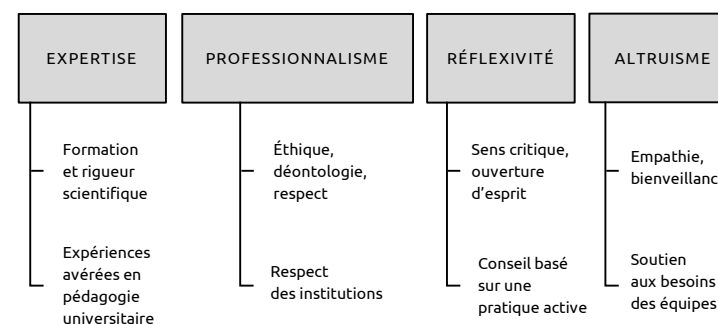 EXPERTISE
Formation
et rigueur
scientifique
Expériences
avérées en
pédagogie
universitaire
PROFESSIONNALISME
Éthique,
déontologie,
respect
Respect
des institutions
RÉFLEXIVITÉ
Sens critique,
ouverture
d’esprit
Conseil basé
sur une
pratique active
ALTRUISME
Empathie,
bienveillanc
Soutien
aux besoins
des équipes